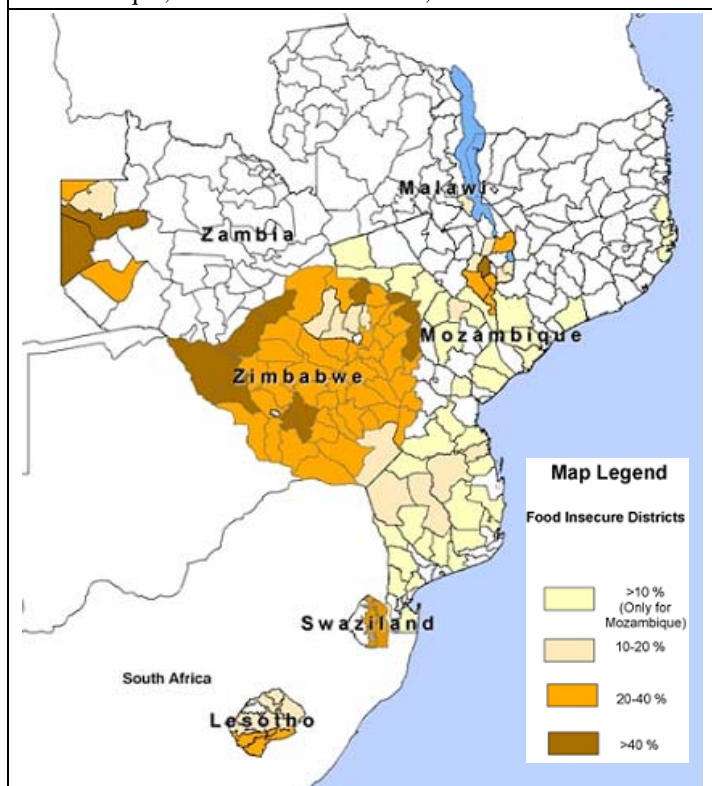 Malawi
Zambia
Mozambique
Zimbabwe
Map Legend
Food Insecure Districts
>10 %
(Only for
Mozambique)
10-20 %
20-40 %
>40 %
Swaziland
South Africa
Lesotho